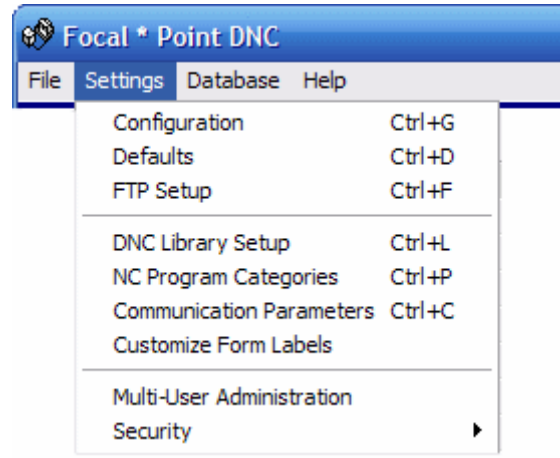 Focal * Point DNC
File Settings Database Help
Configuration Ctrl+G
Defaults Ctrl+D
FTP Setup Ctrl+F
DNC Library Setup Ctrl+L
NC Program Categories Ctrl+P
Communication Parameters Ctrl+C
Customize Form Labels
Multi-User Administration
Security